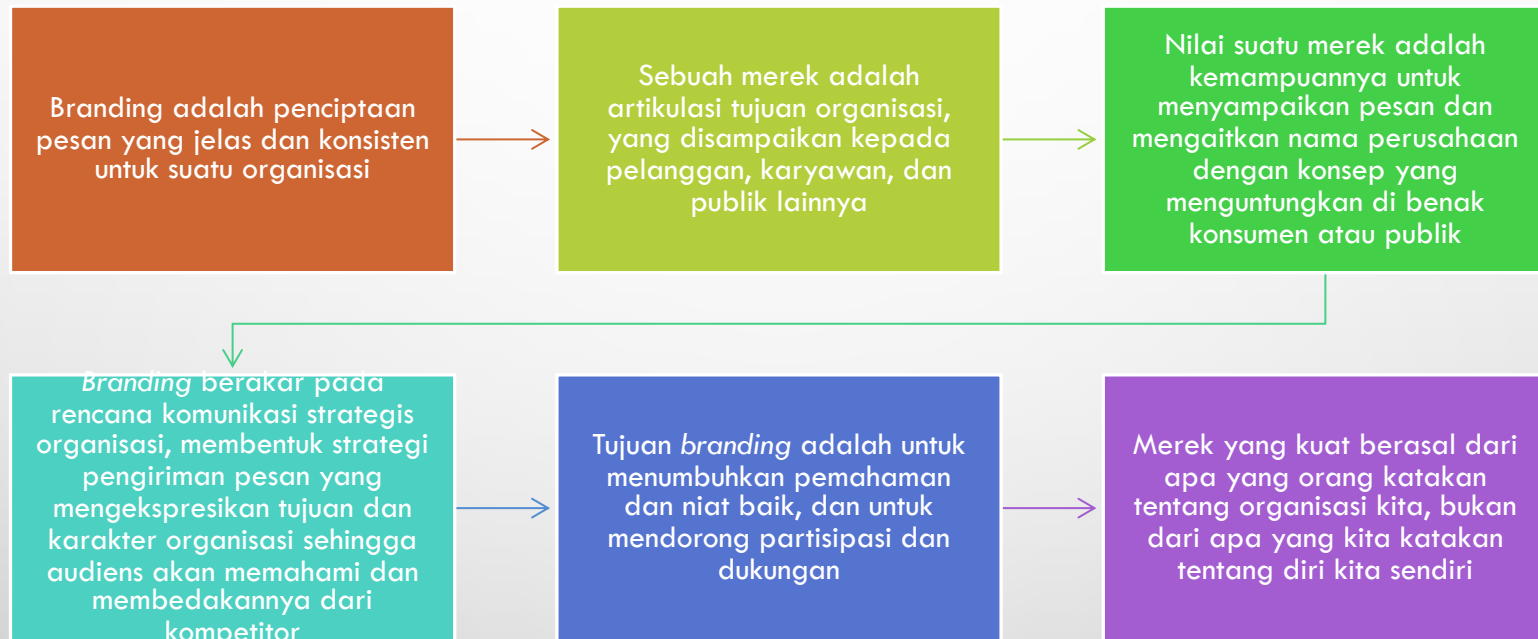 Branding adalah penciptaan
pesan yang jelas dan konsisten
untuk suatu organisasi
Sebuah merek adalah
artikulasi tujuan organisasi,
yang disampaikan kepada
pelanggan, karyawan, dan
publik lainnya
Nilai suatu merek adalah
kemampuannya untuk
menyampaikan pesan dan
mengaitkan nama perusahaan
dengan konsep yang
menguntungkan di benak
konsumen atau publik
Branding berakar pada
rencana komunikasi strategis
organisasi, membentuk strategi
pengiriman pesan yang
mengekspresikan tujuan dan
karakter organisasi sehingga
audiens akan memahami dan
membedakannya dari
kompetitor
Tujuan branding adalah untuk
menumbuhkan pemahaman
dan niat baik, dan untuk
mendorong partisipasi dan
dukungan
Merek yang kuat berasal dari
apa yang orang katakan
tentang organisasi kita, bukan
dari apa yang kita katakan
tentang diri kita sendiri